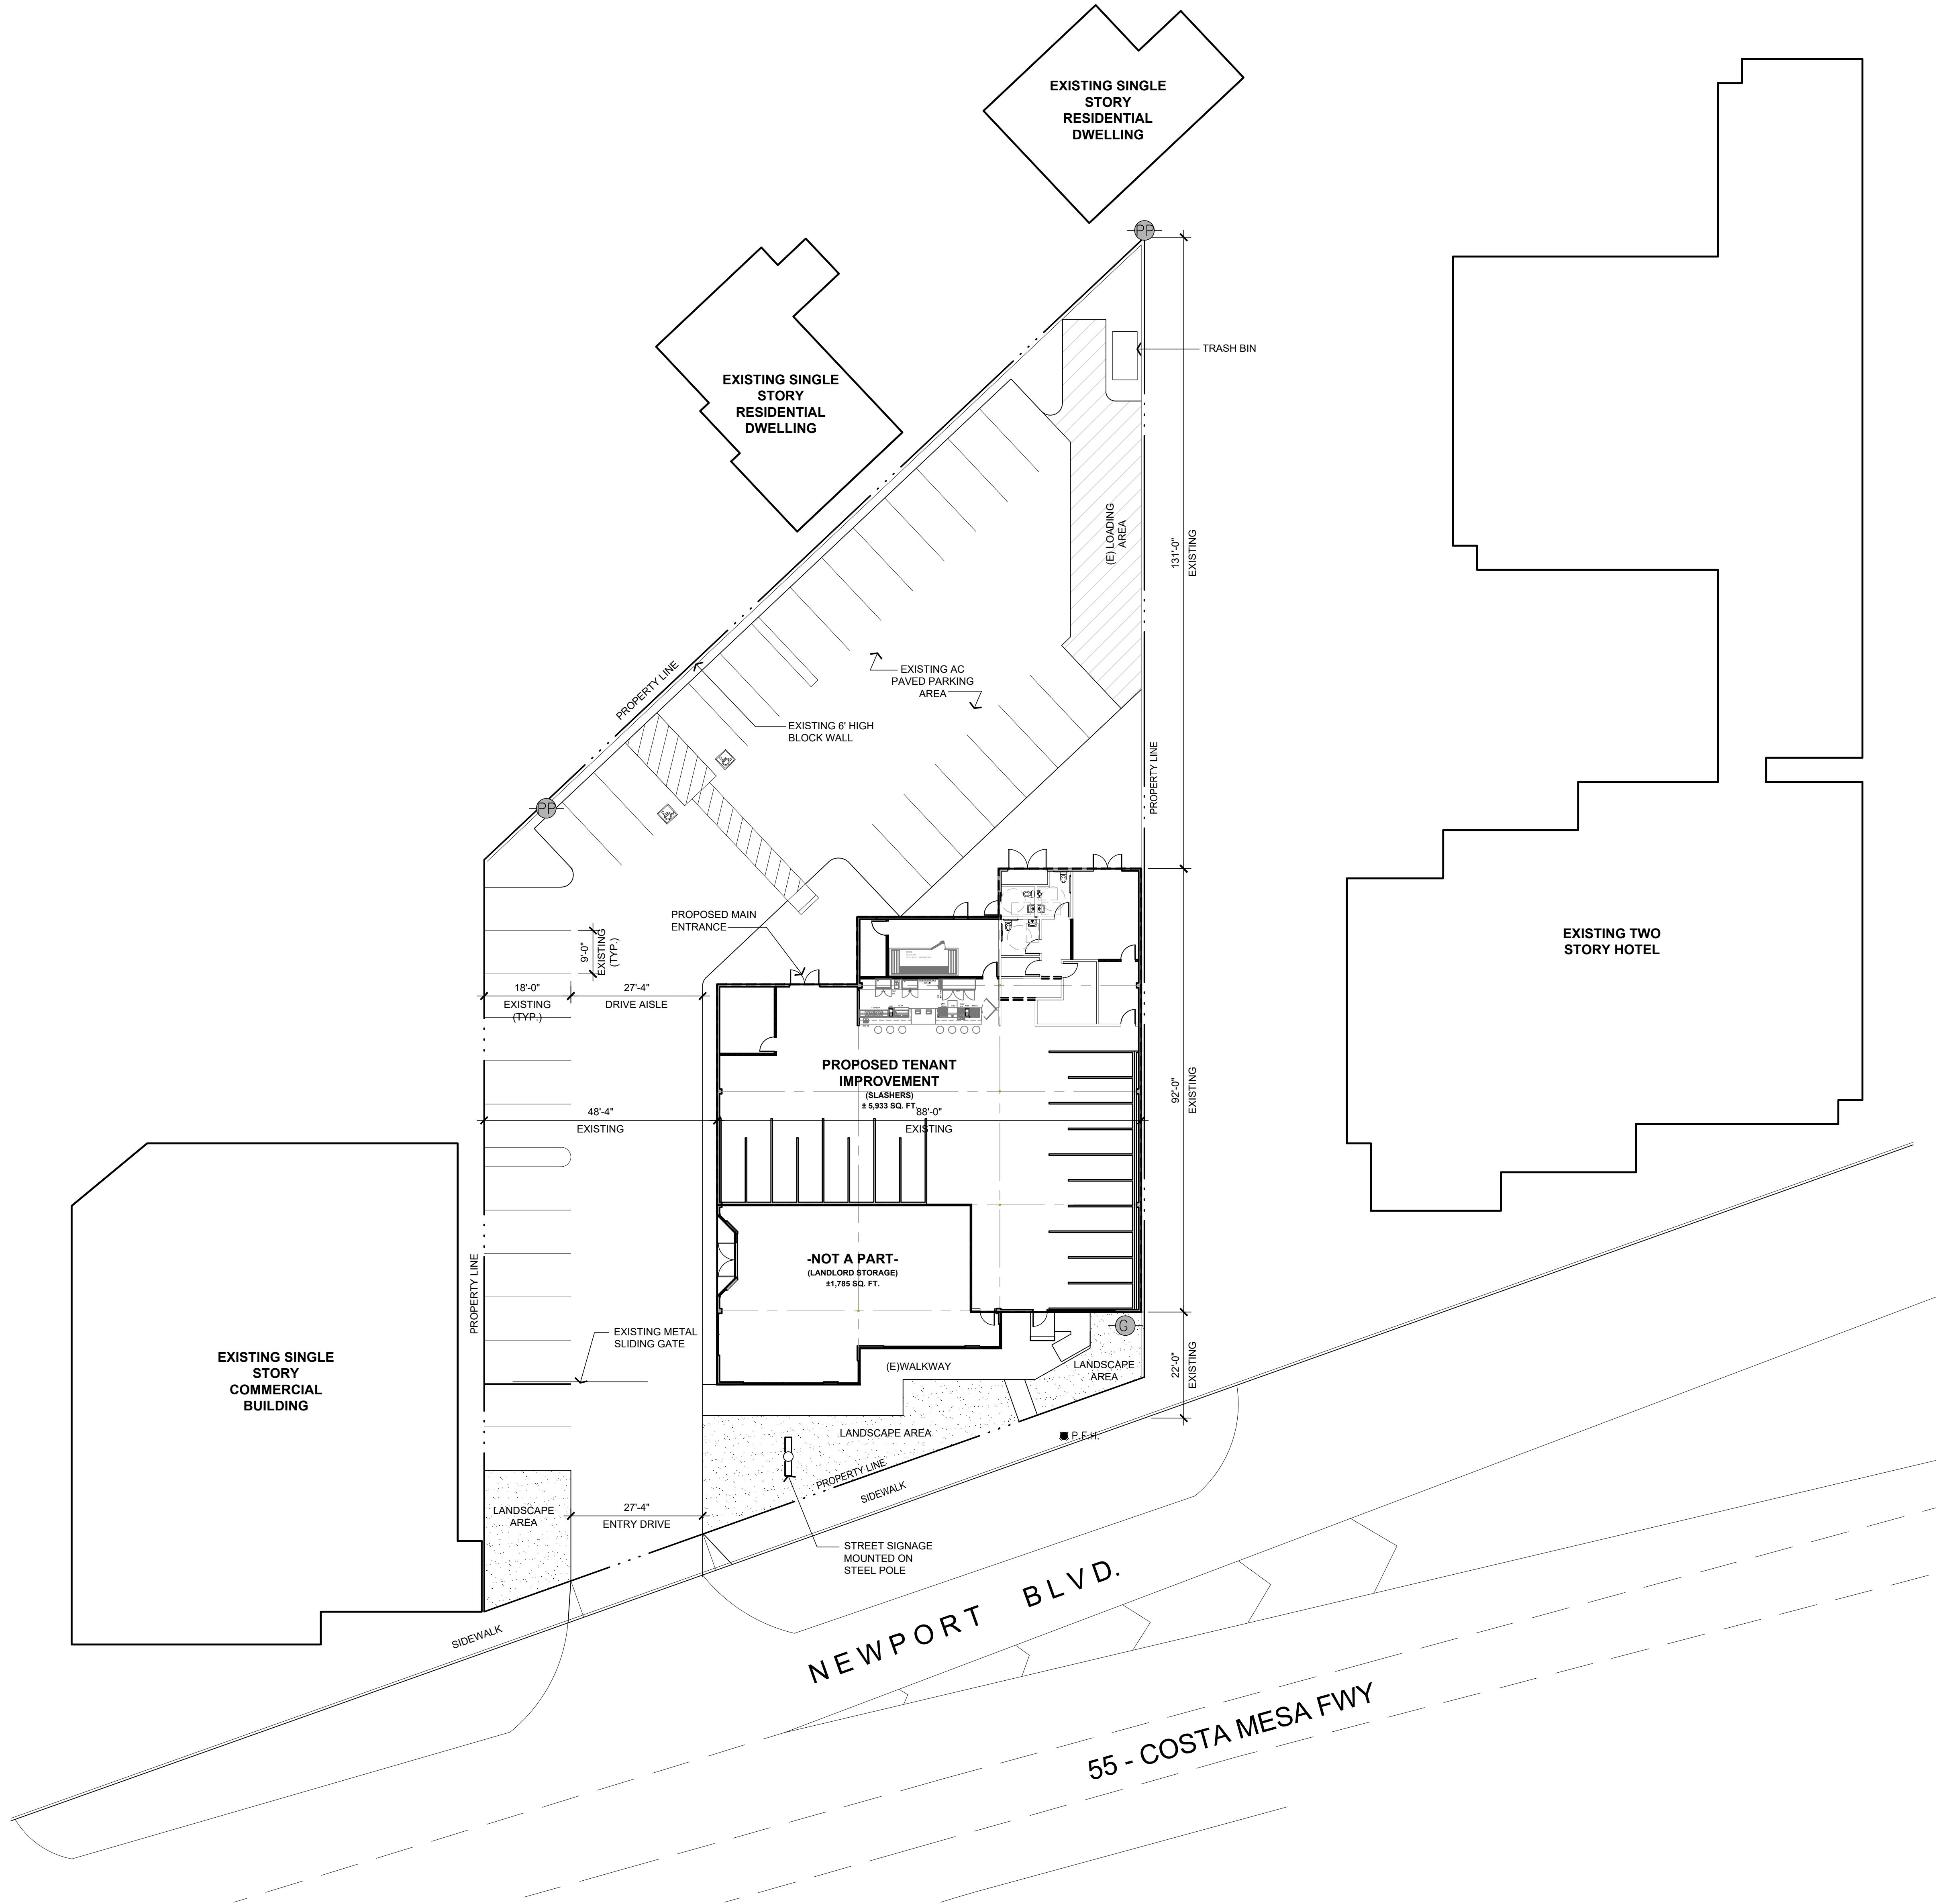 EXISTING SINGLE
STORY
RESIDENTIAL
DWELLING
PP
TRASH BIN
EXISTING SINGLE
STORY
RESIDENTIAL
DWELLING
(E) LOADING
AREA
131'-0"
EXISTING
PROPERTY LINE
EXISTING AC
PAVED PARKING
AREA
EXISTING 6' HIGH
BLOCK WALL
PROPERTY LINE
PP
PROPOSED MAIN
ENTRANCE
9'-0"
EXISTING
(TYP.)
18'-0"
EXISTING
(TYP.)
27'-4"
DRIVE AISLE
EXISTING TWO
STORY HOTEL
PROPOSED TENANT
IMPROVEMENT
(SLASHERS)
± 5,933 SQ. FT.
92'-0"
EXISTING
48'-4"
EXISTING
88'-0"
EXISTING
-NOT A PART-
(LANDLORD STORAGE)
±1,785 SQ. FT.
PROPERTY LINE
EXISTING METAL
SLIDING GATE
G
(E)WALKWAY
LANDSCAPE
AREA
22'-0"
EXISTING
EXISTING SINGLE
STORY
COMMERCIAL
BUILDING
LANDSCAPE AREA
P.F.H.
PROPERTY LINE
SIDEWALK
LANDSCAPE
AREA
27'-4"
ENTRY DRIVE
STREET SIGNAGE
MOUNTED ON
STEEL POLE
SIDEWALK
NEWPORT BLVD.
55 - COSTA MESA FWY